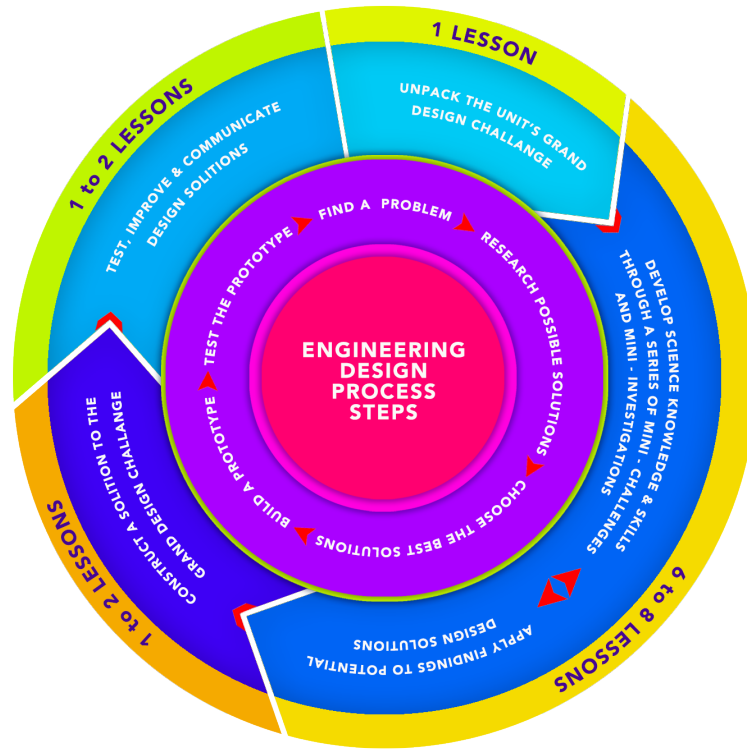 1 LESSON
UNPACK THE UNIT'S GRAND
DESIGN CHALLANGE
6 to 8 LESSONS
DEVELOP SCIENCE KNOWLEDGE & SKILLS
THROUGH A SERIES OF MINI - CHALLENGES
AND MINI - INVESTIGATIONS
APPLY FINDINGS TO POTENTIAL
DESIGN SOLUTIONS
1 to 2 LESSONS
CONSTRUCT A SOLITION TO THE
GRAND DESIGN CHALLANGE
1 to 2 LESSONS
TEST, IMPROVE & COMMUNICATE
DESIGN SOLITIONS
FIND A PROBLEM
RESEARCH POSSIBLE SOLUTIONS
CHOOSE THE BEST SOLUTIONS
BUILD A PROTOTYPE
TEST THE PROTOTYPE
ENGINEERING
DESIGN
PROCESS
STEPS